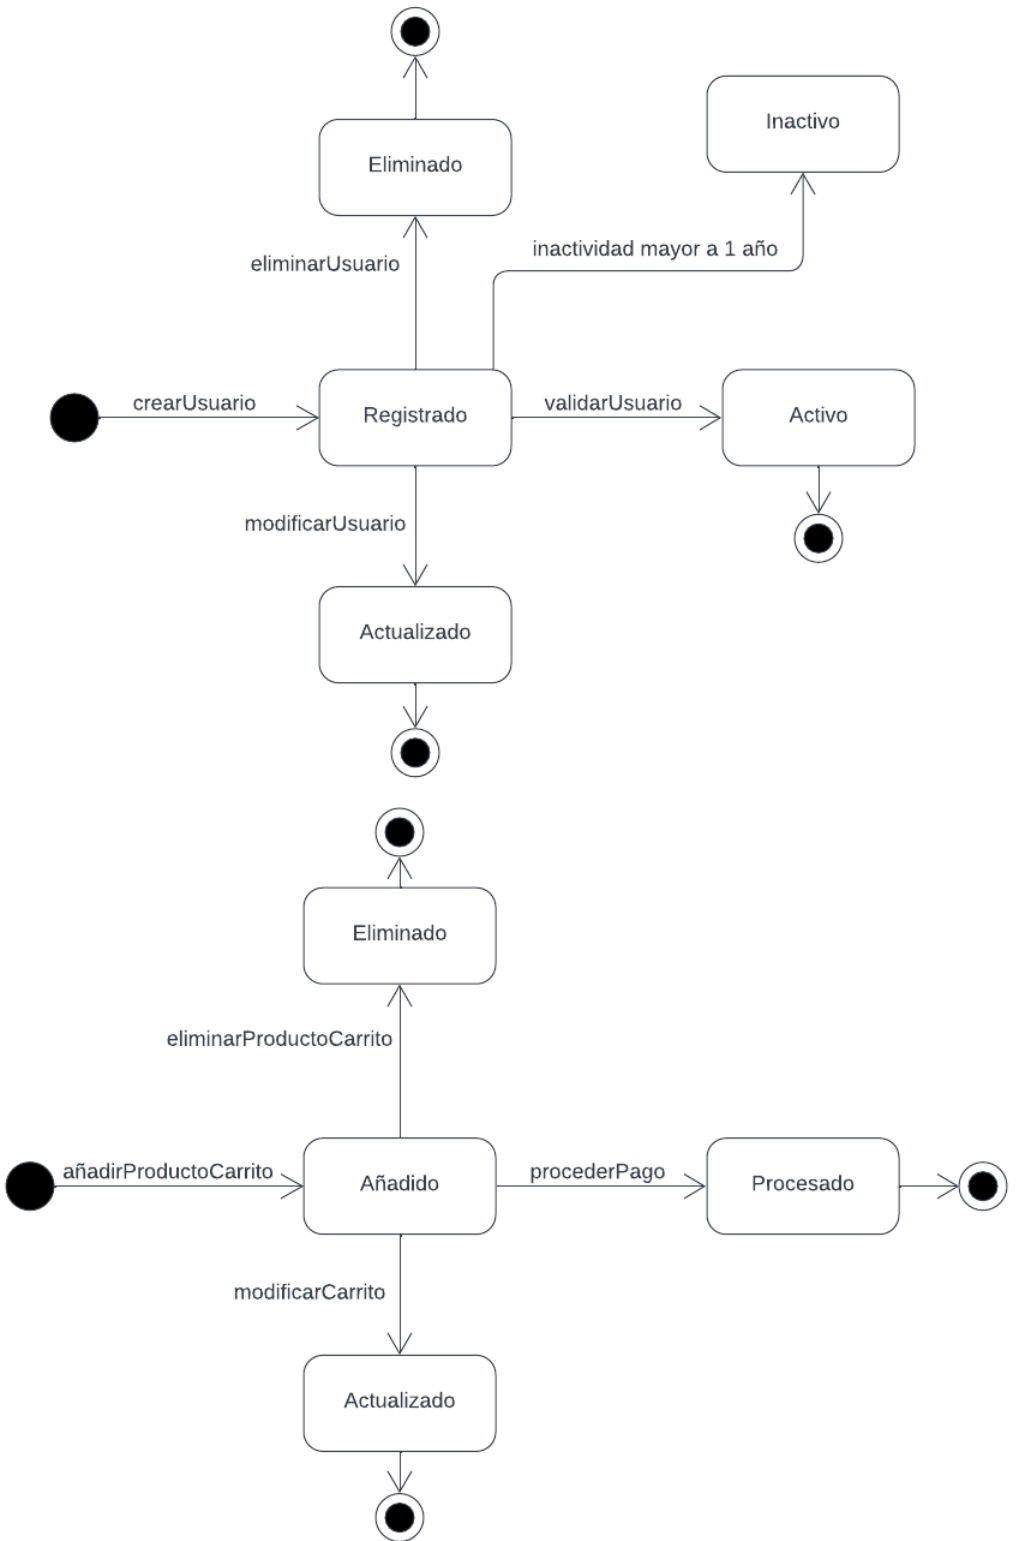 Eliminado
Inactivo
eliminarUsuario
inactividad mayor a 1 año
crearUsuario
Registrado
validarUsuario
Activo
modificarUsuario
Actualizado
Eliminado
eliminarProductoCarrito
añadirProductoCarrito
Añadido
procederPago
Procesado
modificarCarrito
Actualizado